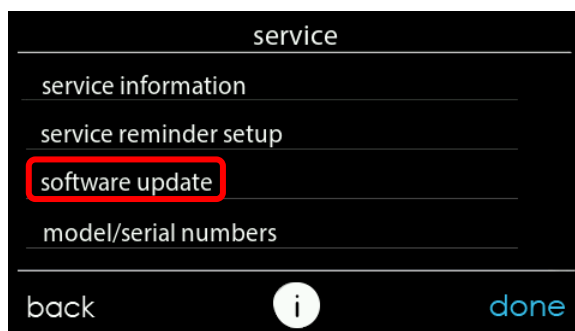 service
service information
service reminder setup
software update
model/serial numbers
back i done